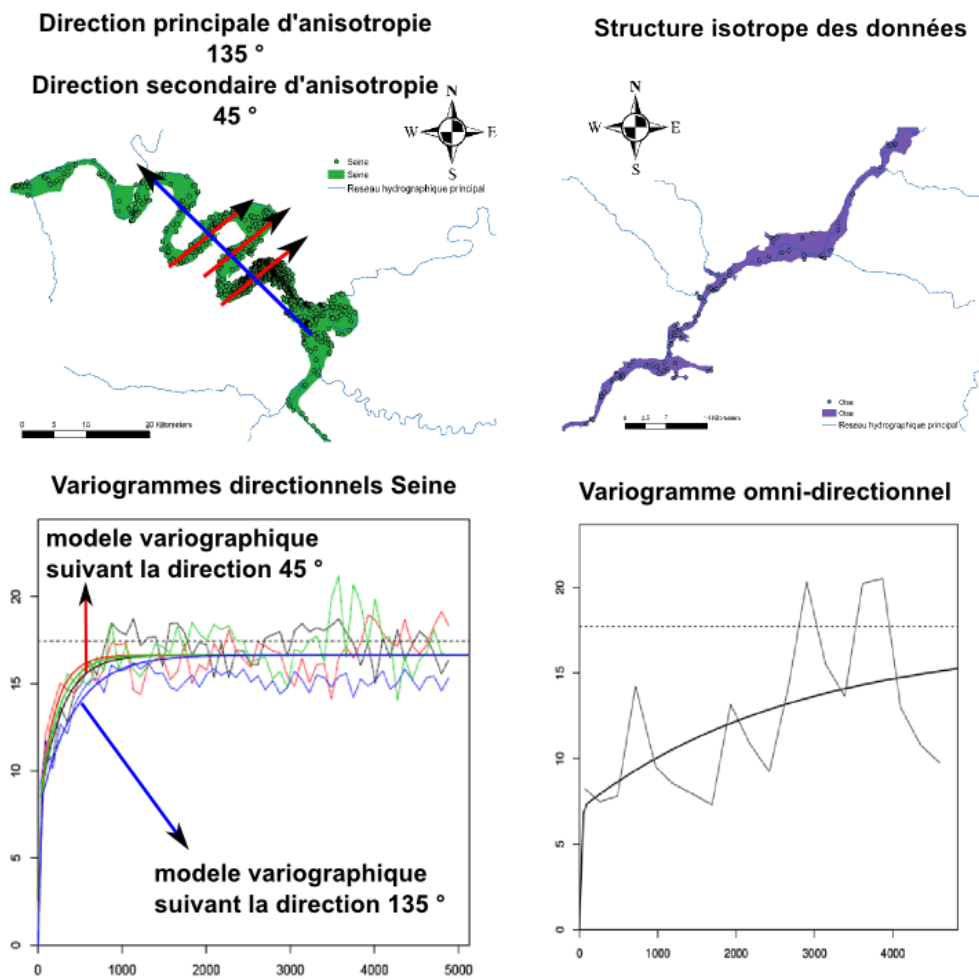 Direction principale d'anisotropie
135 °
Direction secondaire d'anisotropie
45 °
N
W E
S
Seine
Seine
Reseau hydrographique principal
0 5 10 20 Kilometers
Structure isotrope des données
N
W E
S
Oise
Oise
Reseau hydrographique principal
Kilometers
Variogrammes directionnels Seine
modele variographique
suivant la direction 45 °
modele variographique
suivant la direction 135 °
20
15
10
5
0
0 1000 2000 3000 4000 5000
Variogramme omni-directionnel
20
15
10
5
0
0 1000 2000 3000 4000